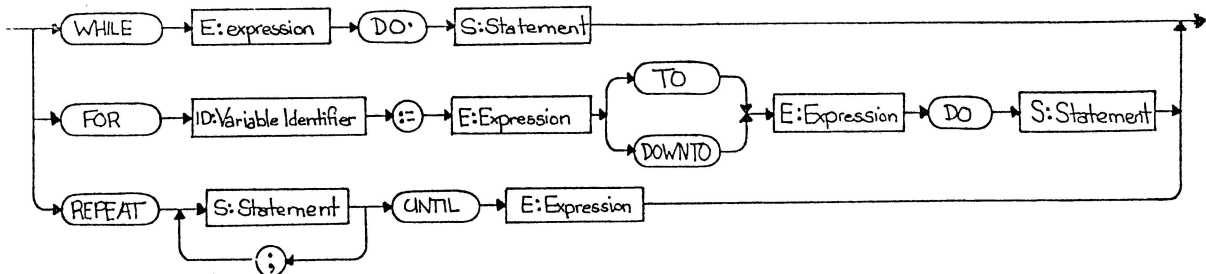 WHILE E:expression DO· S:Statement
TO
FOR ID:Variable Identifier := E:Expression E:Expression DO S:Statement
DOWNTO
REPEAT S:Statement UNTIL E:Expression
;